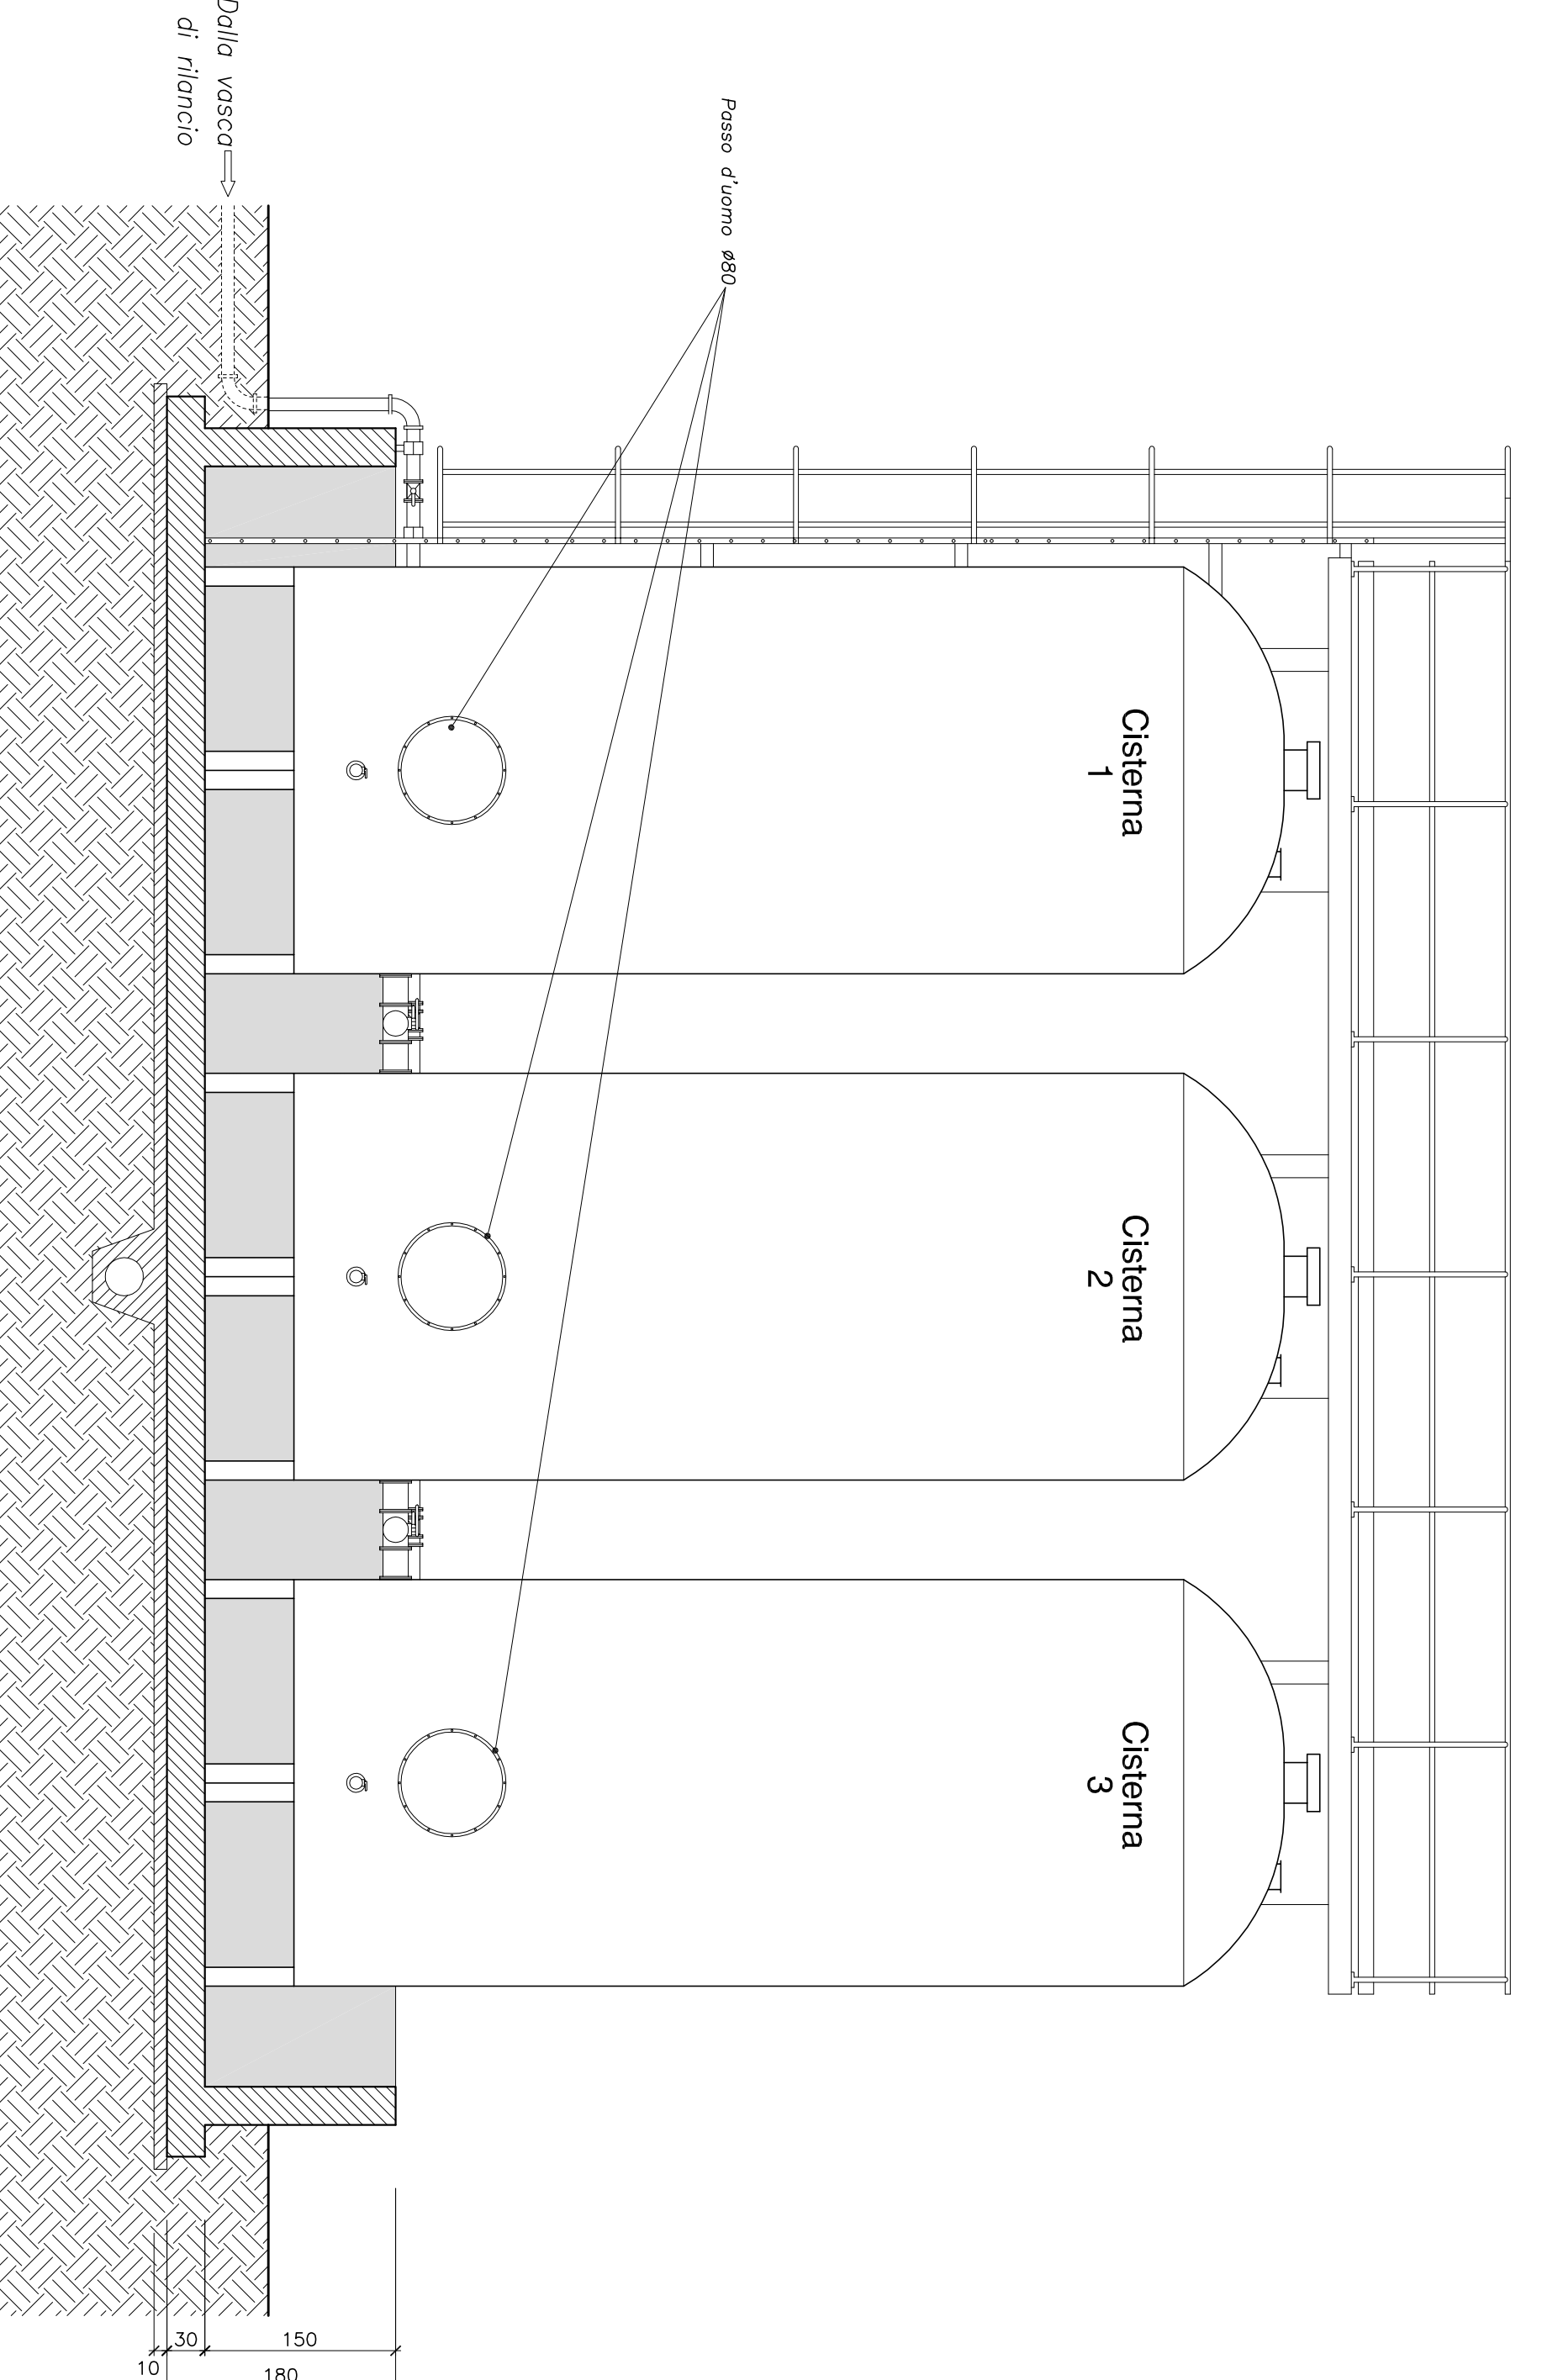 Dalla vasca
di rilancio
Passo d'uomo ø80
Cisterna
1
Cisterna
2
Cisterna
3
10
30
150
180